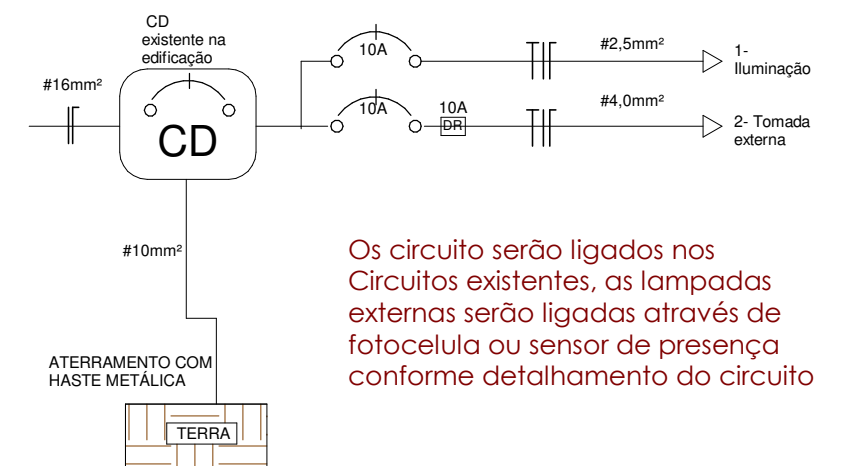 CD
existente na
edificação
#16mm²
CD
10A
#2,5mm²
1-
Iluminação
10A
10A
DR
#4,0mm²
2- Tomada
externa
#10mm²
Os circuito serão ligados nos
Circuitos existentes, as lampadas
externas serão ligadas através de
fotocelula ou sensor de presença
conforme detalhamento do circuito
ATERRAMENTO COM
HASTE METÁLICA
TERRA